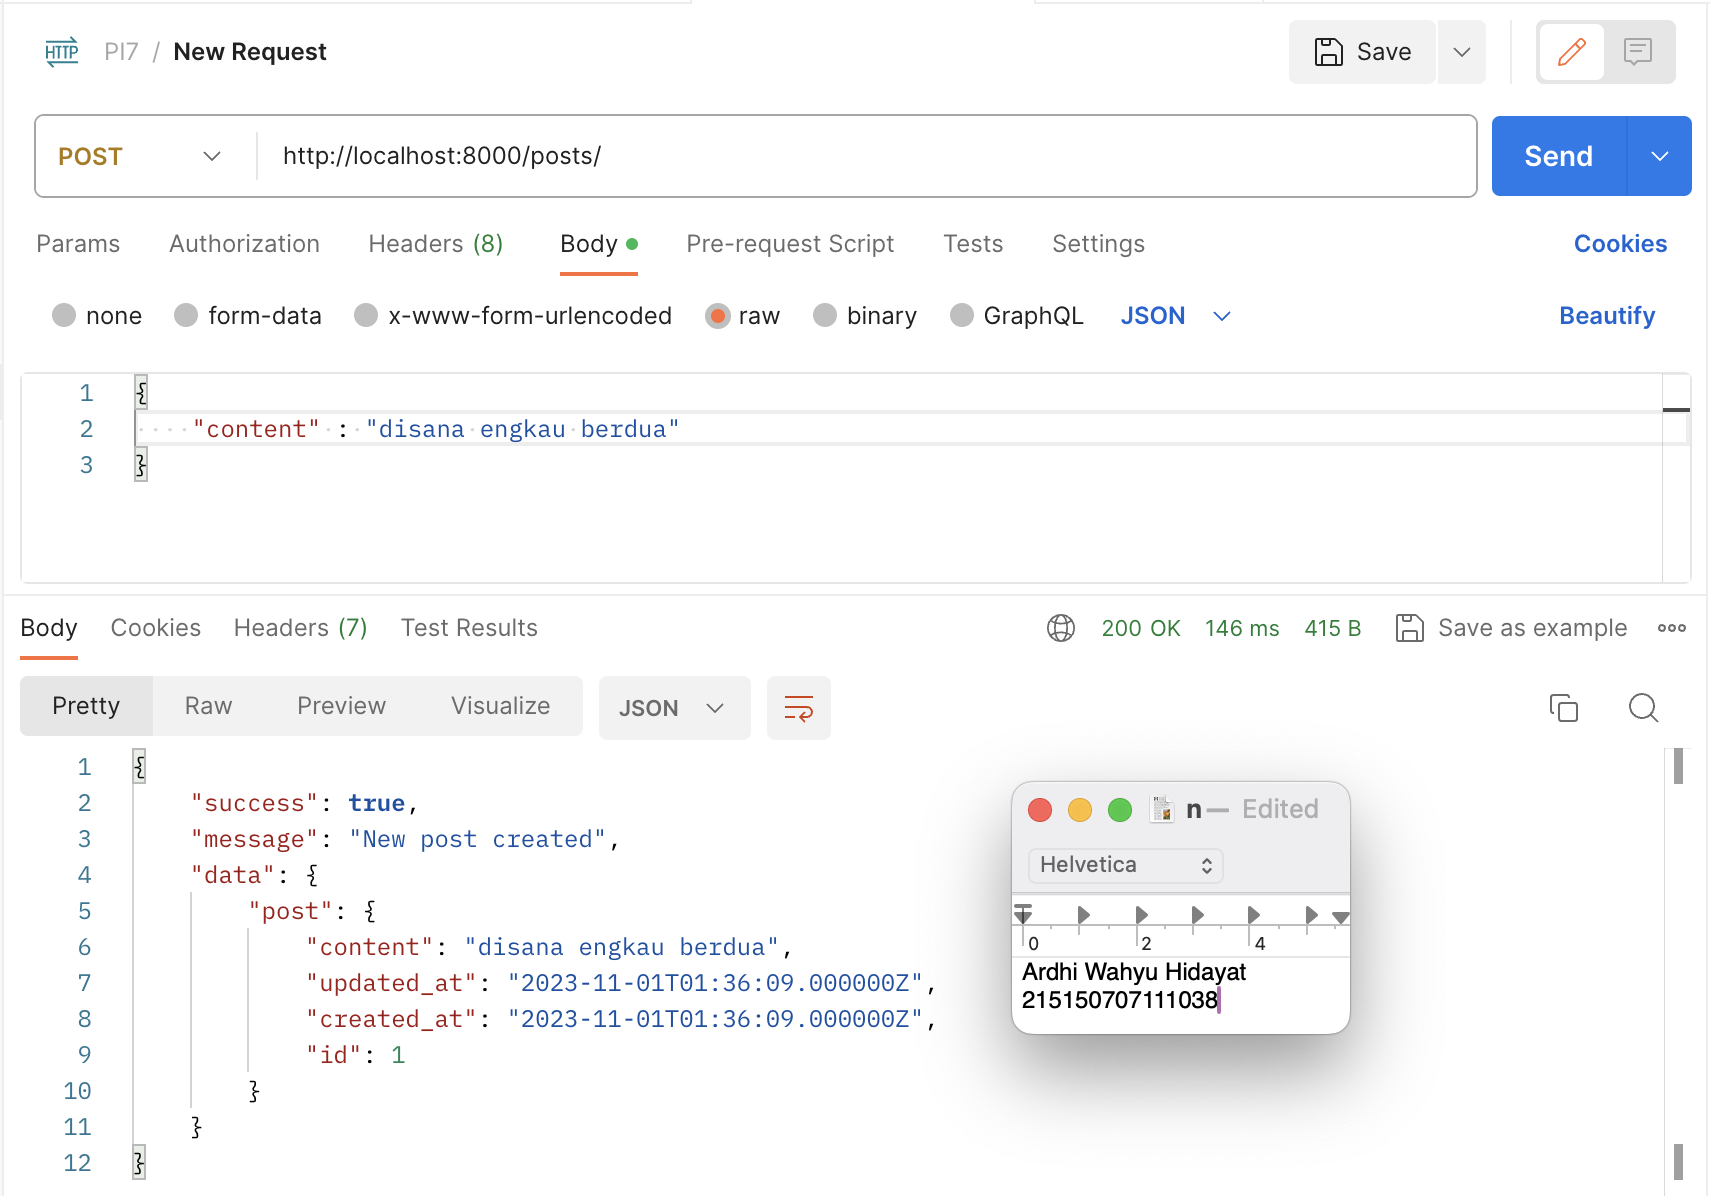 HTTP PI7 / New Request Save
POST http://localhost:8000/posts/ Send
Params Authorization Headers (8) Body Pre-request Script Tests Settings Cookies
none form-data x-www-form-urlencoded raw binary GraphQL JSON Beautify
1 {
2 "content" : "disana engkau berdua"
3 }
Body Cookies Headers (7) Test Results 200 OK 146 ms 415 B Save as example
Pretty Raw Preview Visualize JSON
1 {
2 "success": true,
3 "message": "New post created",
4 "data": {
5 "post": {
6 "content": "disana engkau berdua",
7 "updated_at": "2023-11-01T01:36:09.000000Z",
8 "created_at": "2023-11-01T01:36:09.000000Z",
9 "id": 1
10 }
11 }
12 }
n — Edited
Helvetica
0 2 4
Ardhi Wahyu Hidayat
215150707111038